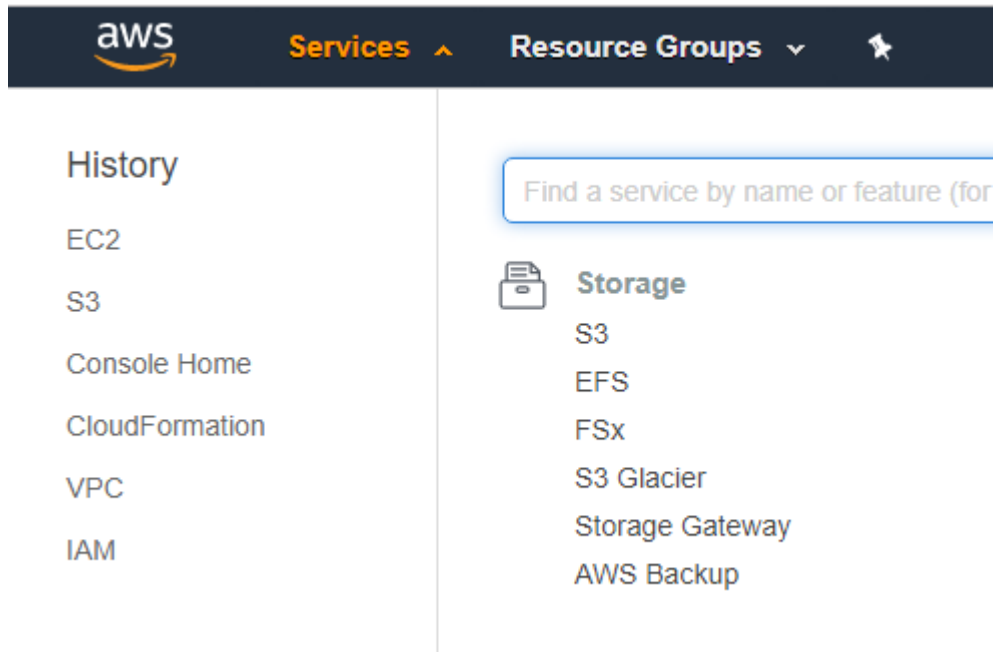 aws Services Resource Groups
History
EC2
S3
Console Home
CloudFormation
VPC
IAM
Find a service by name or feature (for
Storage
S3
EFS
FSx
S3 Glacier
Storage Gateway
AWS Backup